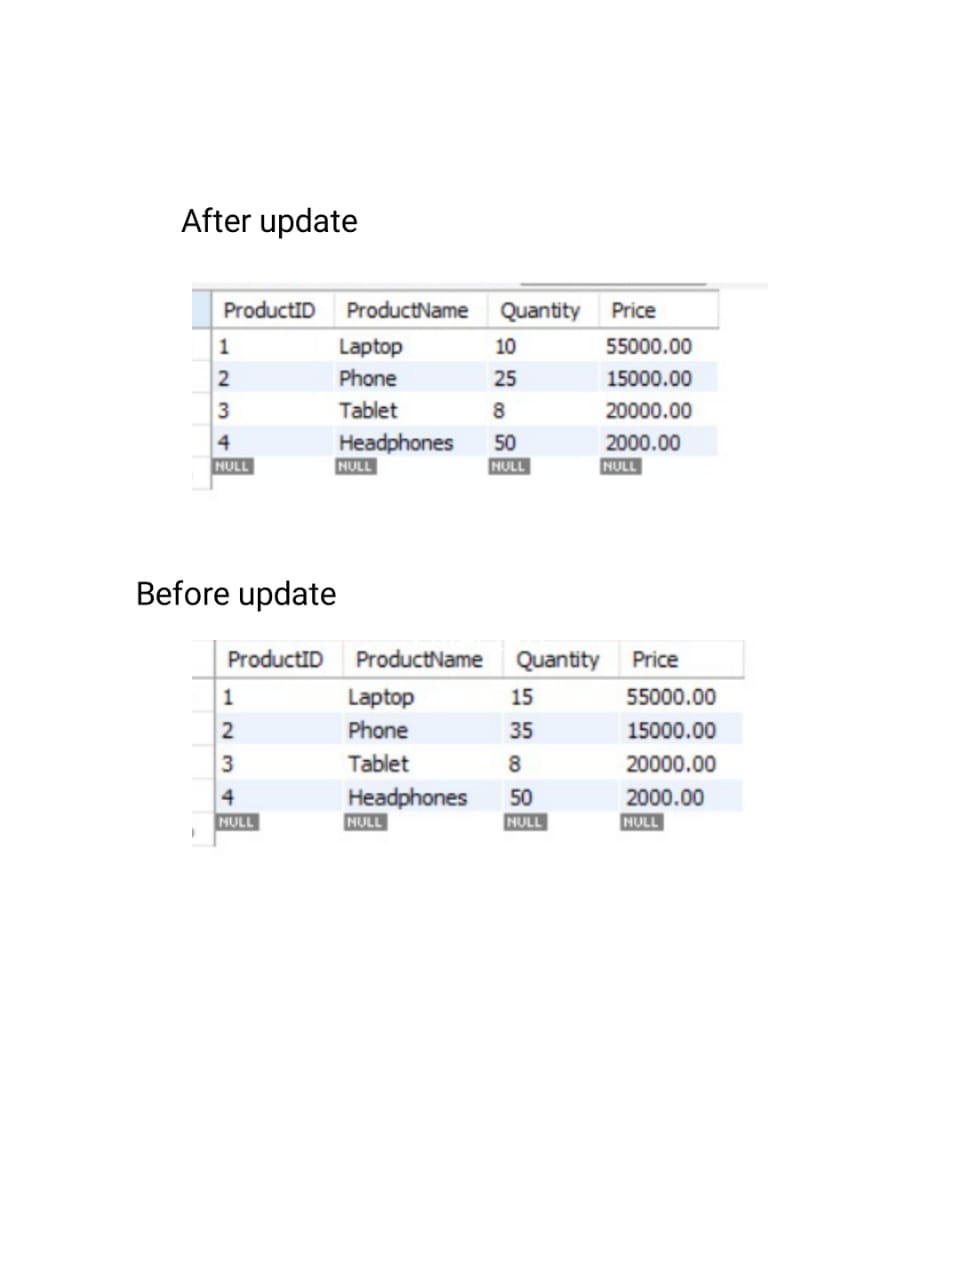 After update
ProductID ProductName Quantity Price
1 Laptop 10 55000.00
2 Phone 25 15000.00
3 Tablet 8 20000.00
4 Headphones 50 2000.00
NULL NULL NULL NULL
Before update
ProductID ProductName Quantity Price
1 Laptop 15 55000.00
2 Phone 35 15000.00
3 Tablet 8 20000.00
4 Headphones 50 2000.00
NULL NULL NULL NULL